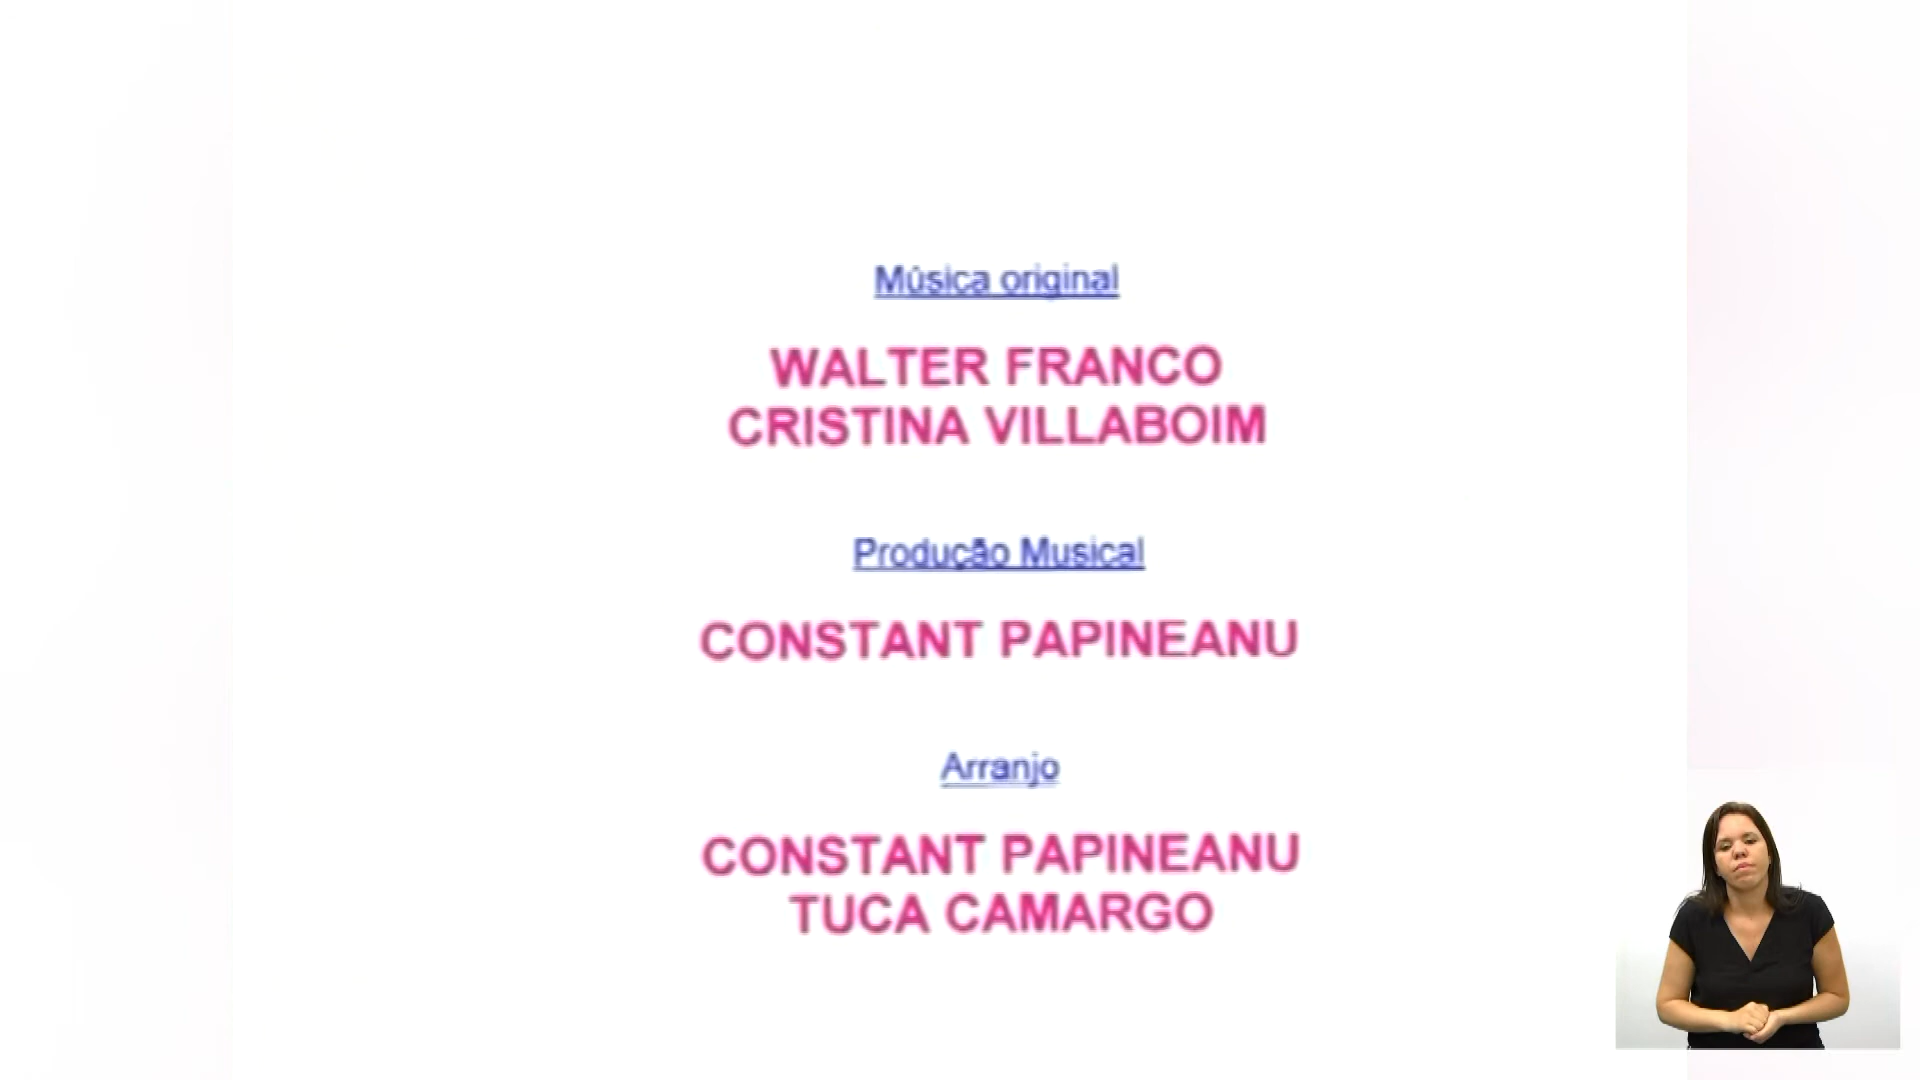 Música original
WALTER FRANCO
CRISTINA VILLABOIM
Produção Musical
CONSTANT PAPINEANU
Arranjo
CONSTANT PAPINEANU
TUCA CAMARGO